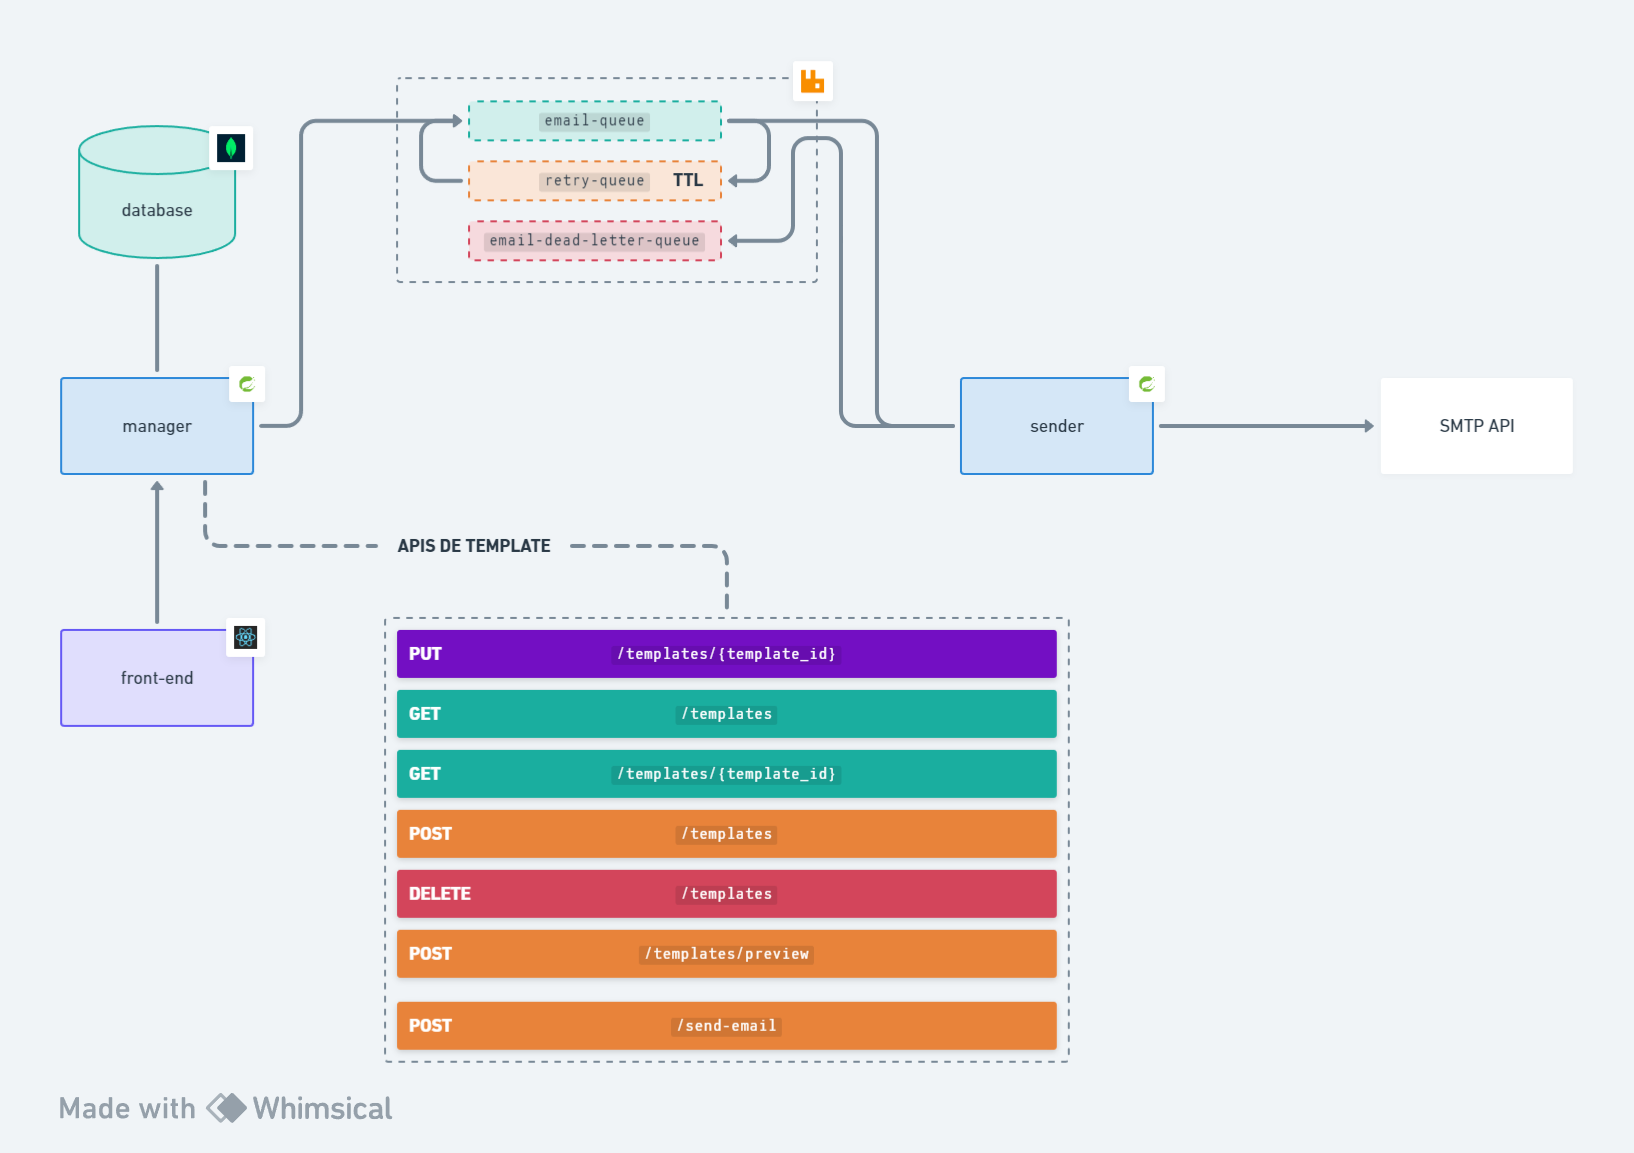 email-queue
retry-queue TTL
email-dead-letter-queue
database
manager
sender
SMTP API
APIS DE TEMPLATE
front-end
PUT /templates/{template_id}
GET /templates
GET /templates/{template_id}
POST /templates
DELETE /templates
POST /templates/preview
POST /send-email
Made with Whimsical